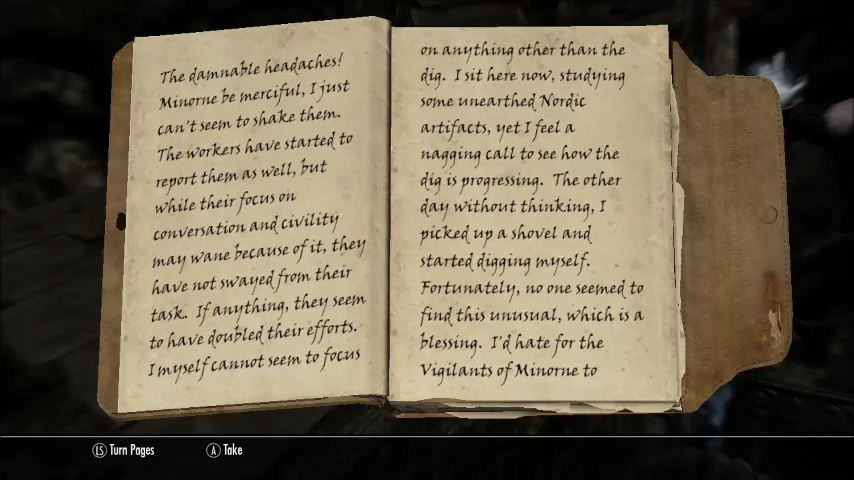 The damnable headaches!
Minorne be merciful, I just
can't seem to shake them.
The workers have started to
report them as well, but
while their focus on
conversation and civility
may wane because of it, they
have not swayed from their
task. If anything, they seem
to have doubled their efforts.
I myself cannot seem to focus
on anything other than the
dig. I sit here now, studying
some unearthed Nordic
artifacts, yet I feel a
nagging call to see how the
dig is progressing. The other
day without thinking, I
picked up a shovel and
started digging myself.
Fortunately, no one seemed to
find this unusual, which is a
blessing. I'd hate for the
Vigilants of Minorne to
LS Turn Pages
A Take